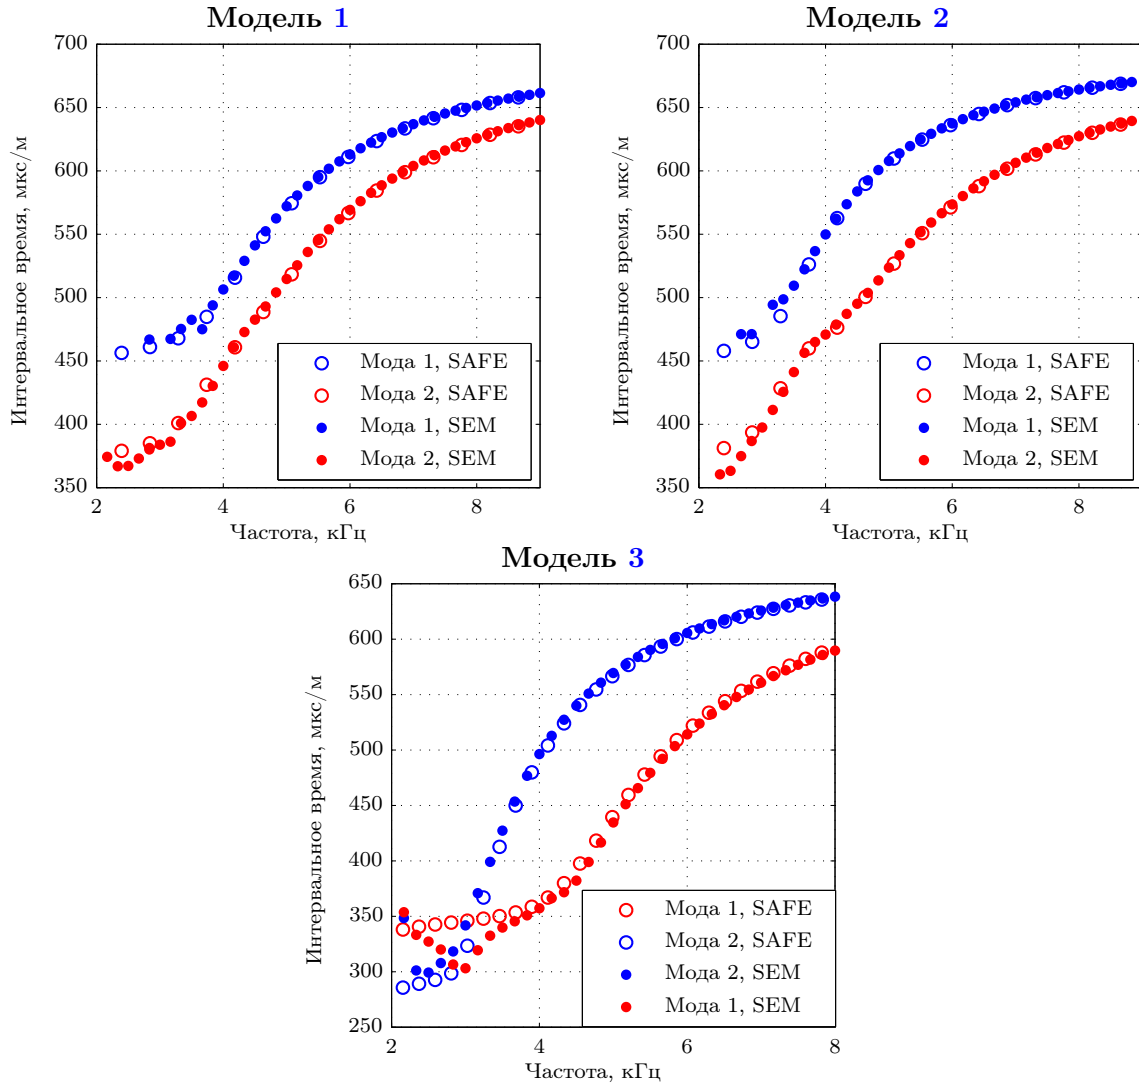 Модель 1
Интервальное время, мкс/м
700
650
600
550
500
450
400
350
2 4 6 8
Частота, кГц
Мода 1, SAFE
Мода 2, SAFE
Мода 1, SEM
Мода 2, SEM
Модель 2
Интервальное время, мкс/м
700
650
600
550
500
450
400
350
2 4 6 8
Частота, кГц
Мода 1, SAFE
Мода 2, SAFE
Мода 1, SEM
Мода 2, SEM
Модель 3
Интервальное время, мкс/м
650
600
550
500
450
400
350
300
250
2 4 6 8
Частота, кГц
Мода 1, SAFE
Мода 2, SAFE
Мода 2, SEM
Мода 1, SEM